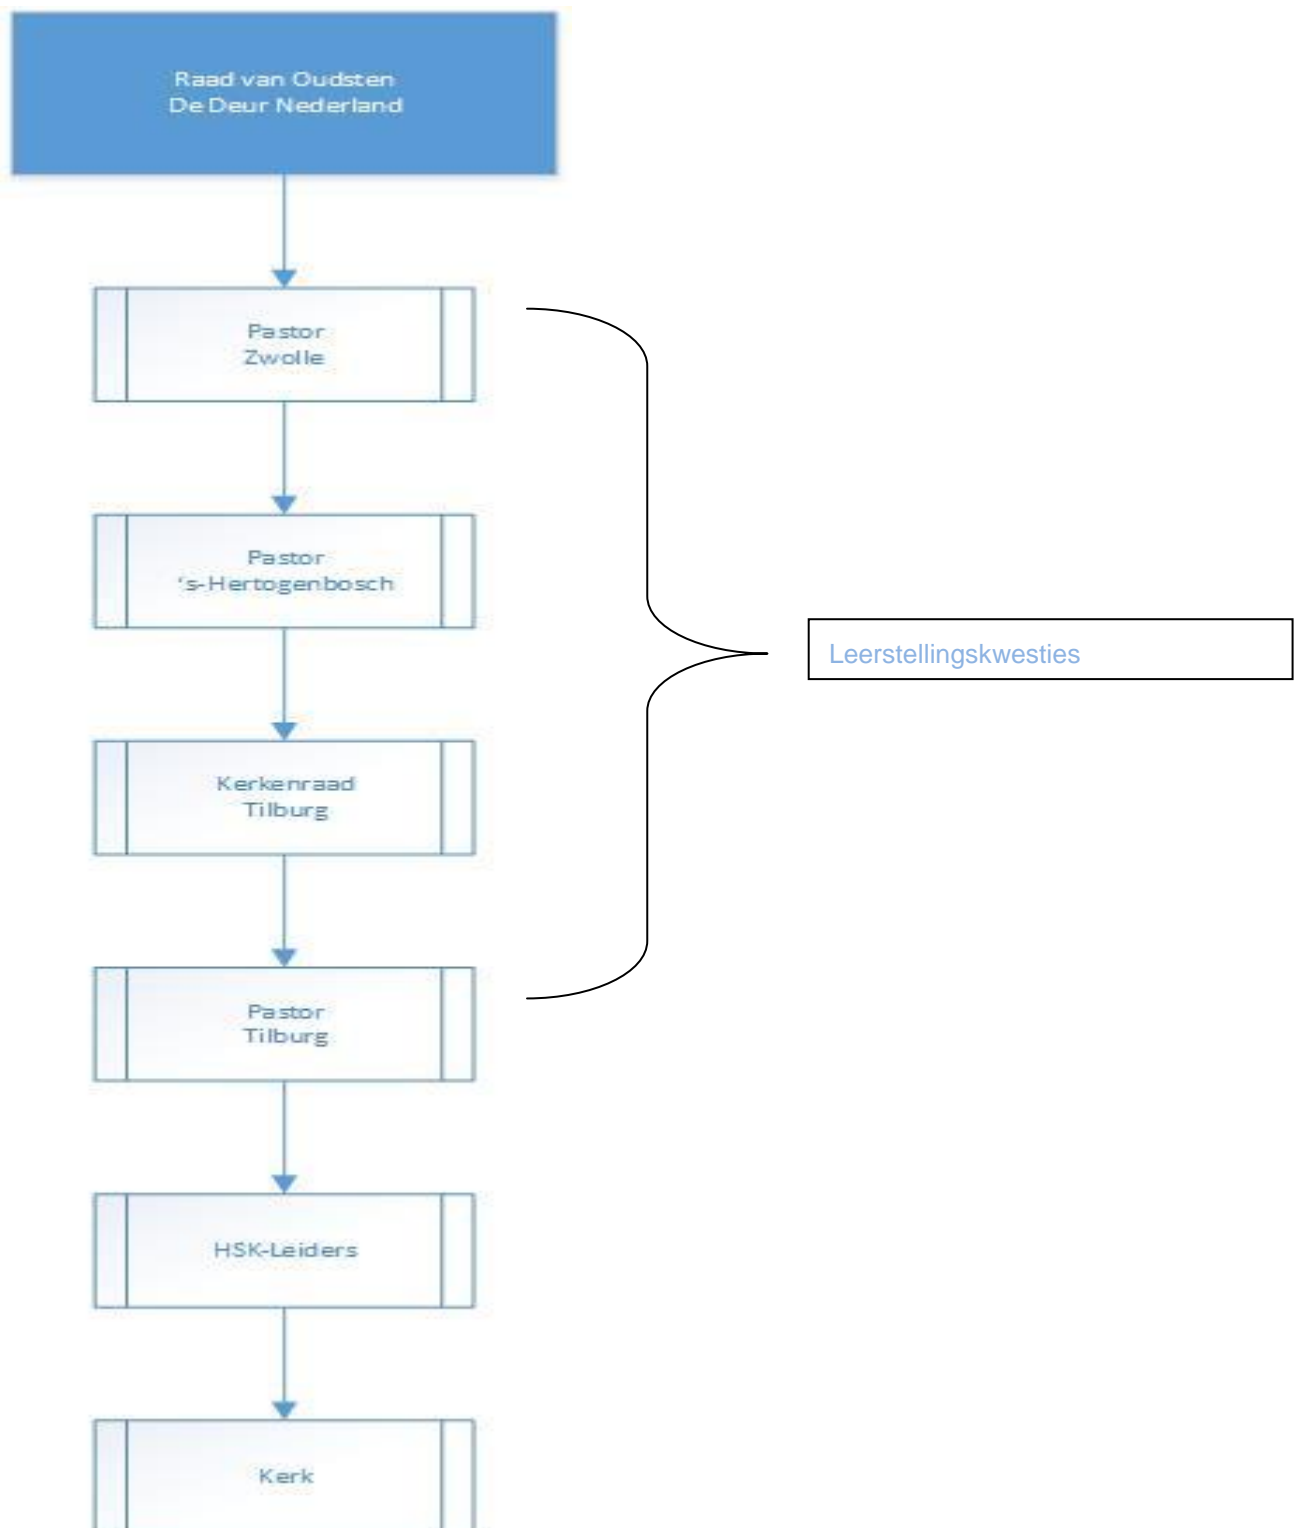 Raad van Oudsten
De Deur Nederland
Pastor
Zwolle
Pastor
's-Hertogenbosch
Leerstellingskwesties
Kerkenraad
Tilburg
Pastor
Tilburg
HSK-Leiders
Kerk